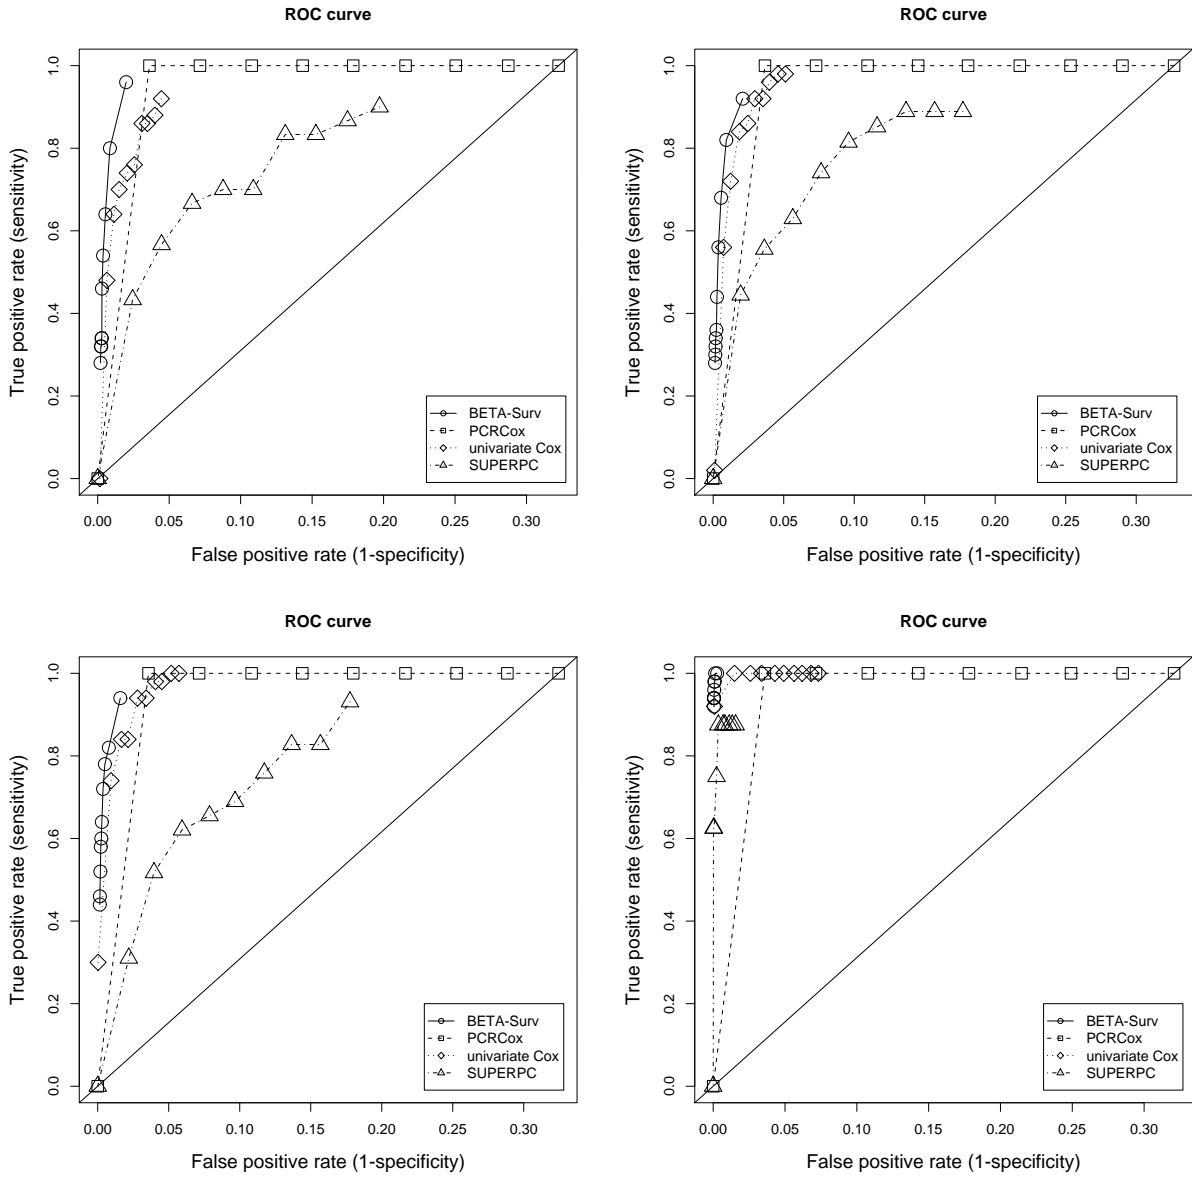 ROC curve
True positive rate (sensitivity)
1.0
0.8
0.6
0.4
0.2
0.0
BETA-Surv
PCRCox
univariate Cox
SUPERPC
0.00 0.05 0.10 0.15 0.20 0.25 0.30
False positive rate (1-specificity)
ROC curve
True positive rate (sensitivity)
1.0
0.8
0.6
0.4
0.2
0.0
BETA-Surv
PCRCox
univariate Cox
SUPERPC
0.00 0.05 0.10 0.15 0.20 0.25 0.30
False positive rate (1-specificity)
ROC curve
True positive rate (sensitivity)
1.0
0.8
0.6
0.4
0.2
0.0
BETA-Surv
PCRCox
univariate Cox
SUPERPC
0.00 0.05 0.10 0.15 0.20 0.25 0.30
False positive rate (1-specificity)
ROC curve
True positive rate (sensitivity)
1.0
0.8
0.6
0.4
0.2
0.0
BETA-Surv
PCRCox
univariate Cox
SUPERPC
0.00 0.05 0.10 0.15 0.20 0.25 0.30
False positive rate (1-specificity)